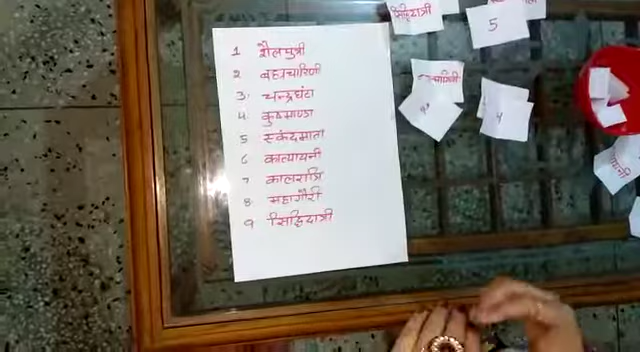 1 शैलपुत्री
2 बह्मचारिणी
3. चन्द्रघंटा
4 कुष्माण्डा
5 स्कंदमाता
6 कात्यायनी
7 कालरात्रि
8 महागौरी
9 सिद्धिदात्री
सिद्धिदात्री
5
4